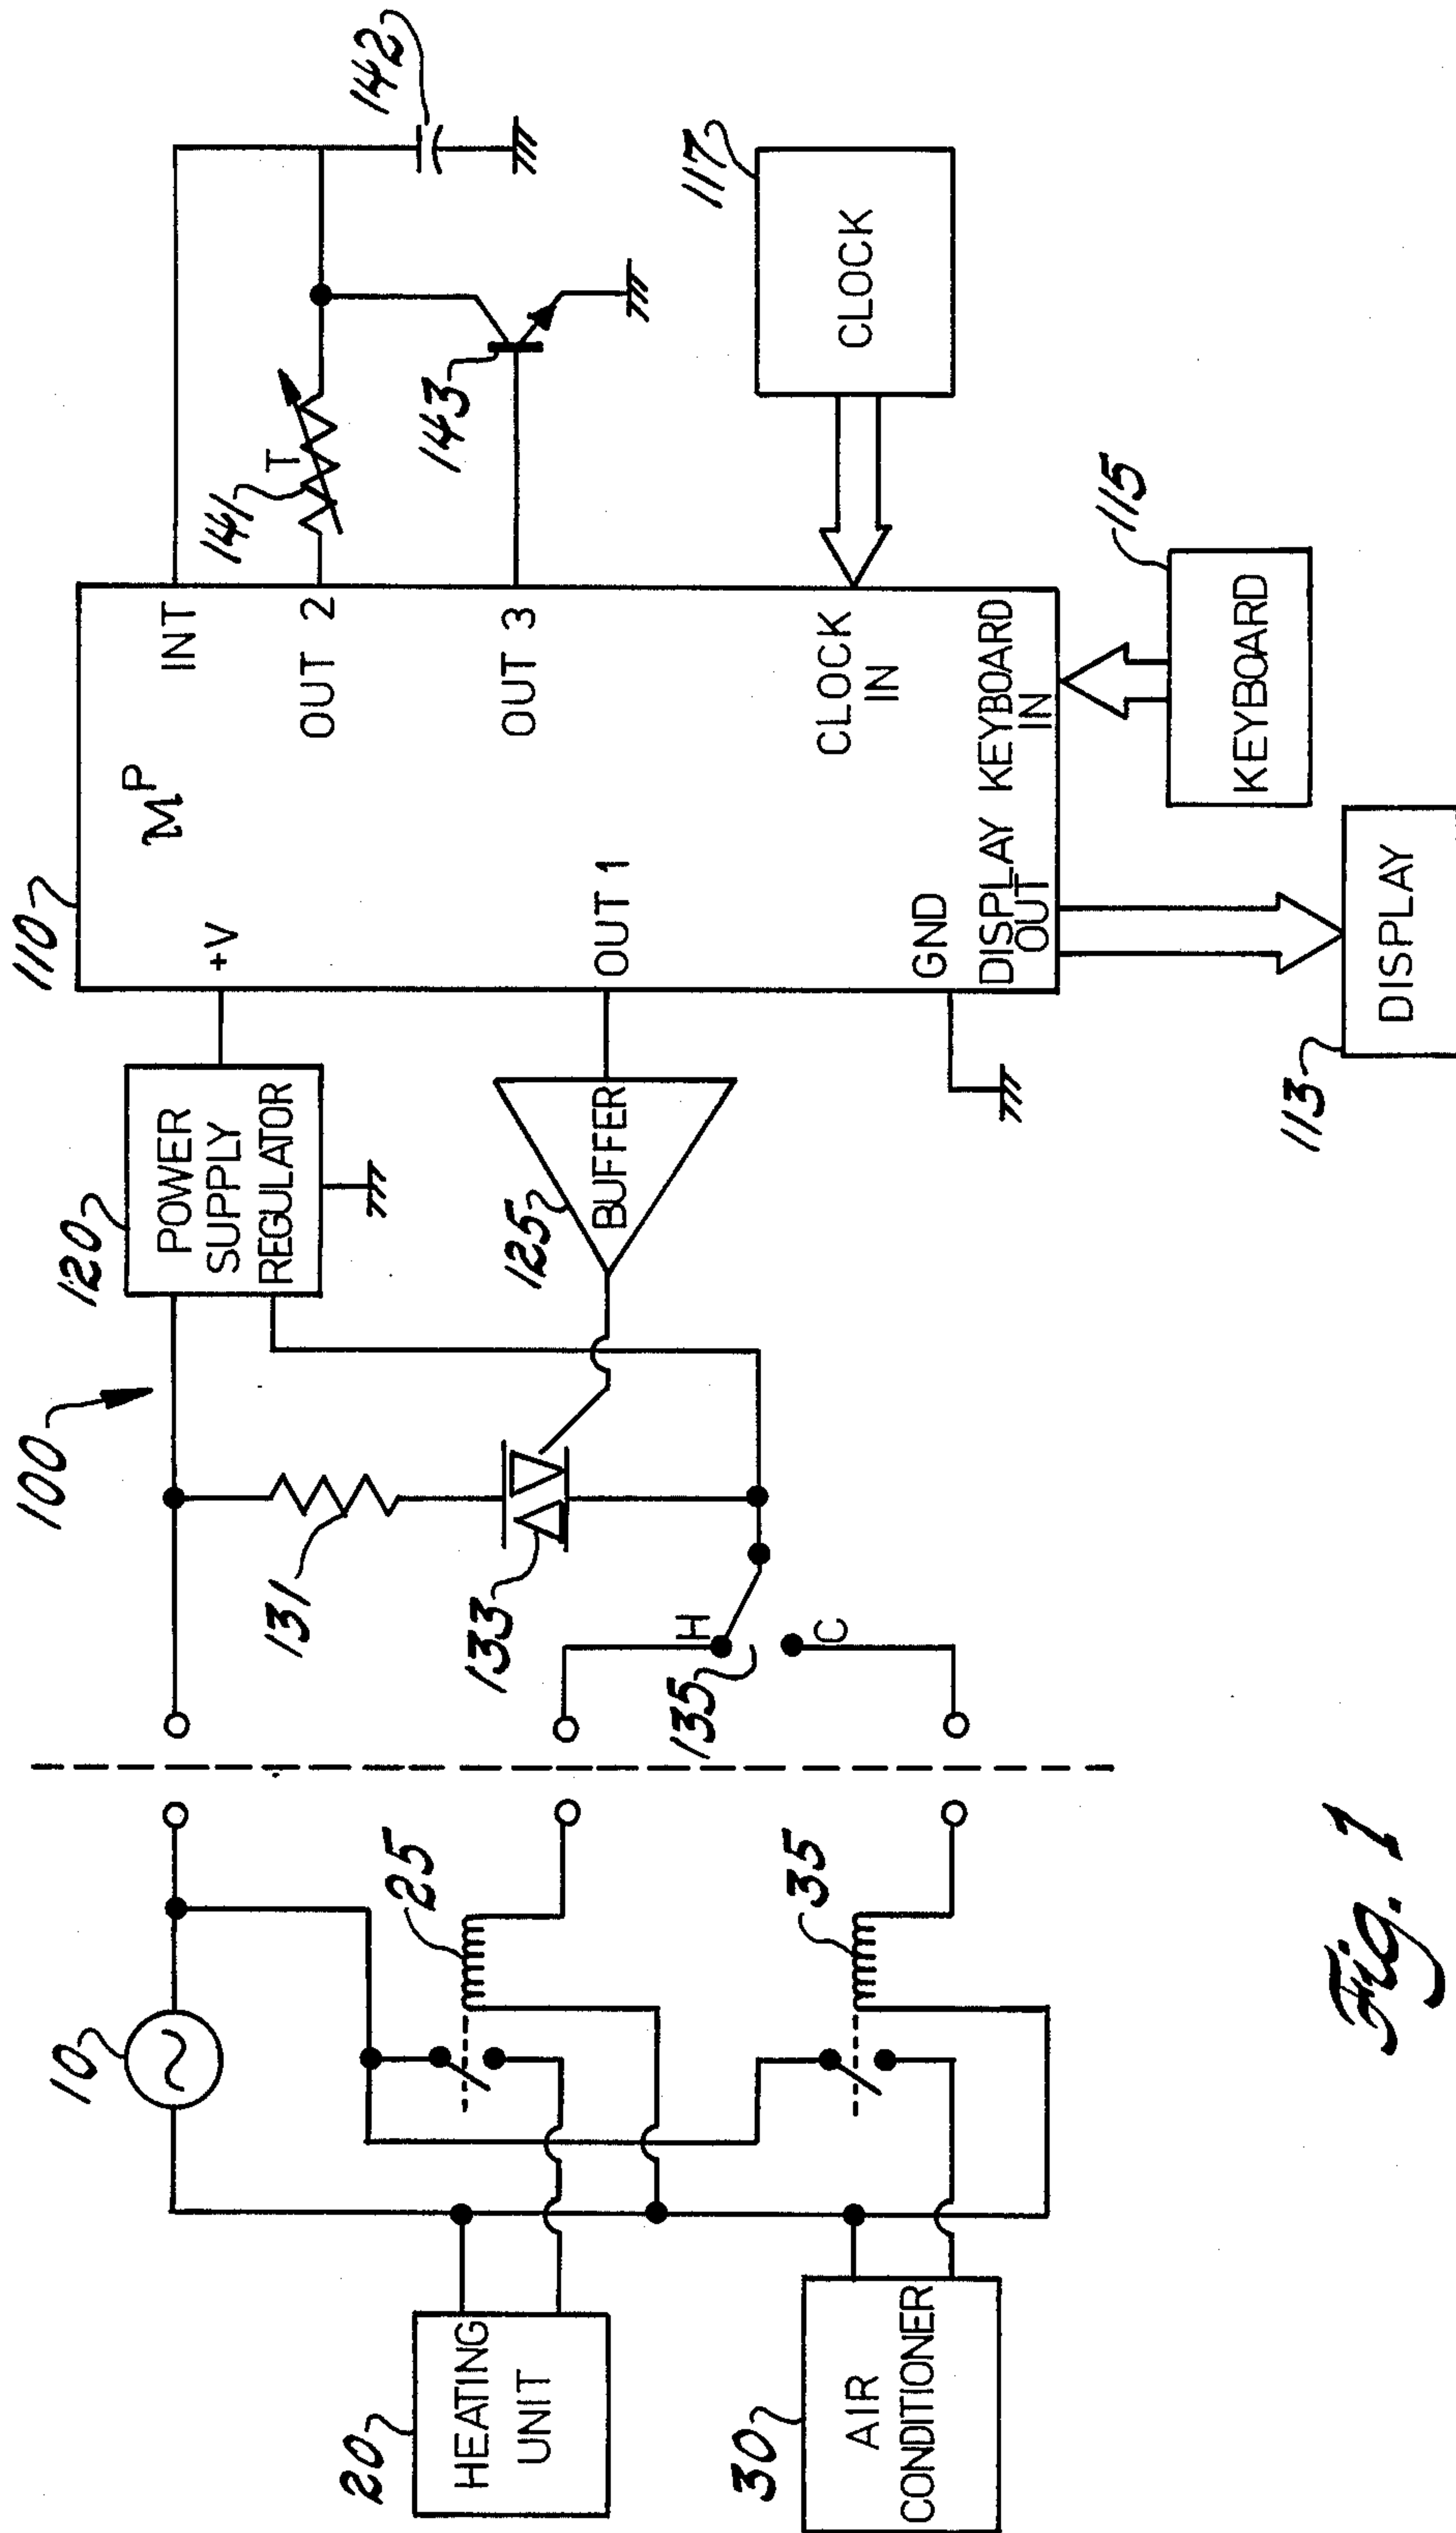 110
100
120
10
142
μP
INT
+V
POWER
SUPPLY
REGULATOR
141
T
OUT 2
143
OUT 3
117
CLOCK
CLOCK
IN
25
131
125
BUFFER
OUT 1
133
20
HEATING
UNIT
H
135
C
35
30
AIR
CONDITIONER
GND
DISPLAY
OUT
KEYBOARD
IN
115
KEYBOARD
113
DISPLAY
Fig. 1